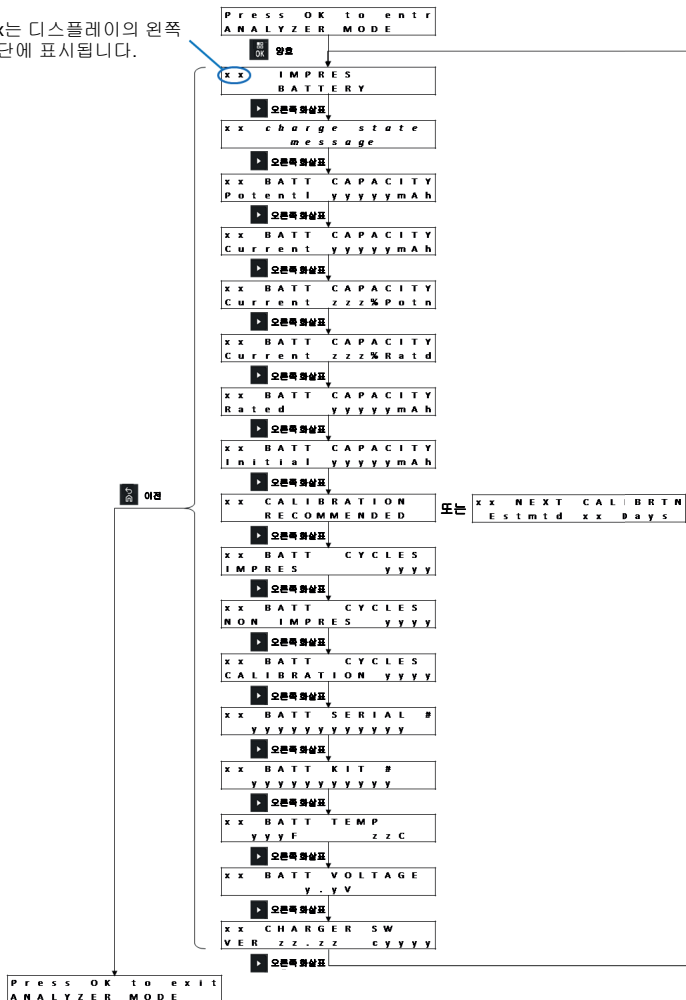 x는 디스플레이의 왼쪽
단에 표시됩니다.
Press OK to entr
ANALYZER MODE
OK 양호
xx IMPRES
BATTERY
오른쪽 화살표
xx charge state
message
오른쪽 화살표
xx BATT CAPACITY
Potentl yyyyymAh
오른쪽 화살표
xx BATT CAPACITY
Current yyyyymAh
오른쪽 화살표
xx BATT CAPACITY
Current zzz%Potn
오른쪽 화살표
xx BATT CAPACITY
Current zzz%Ratd
오른쪽 화살표
xx BATT CAPACITY
Rated yyyyymAh
오른쪽 화살표
xx BATT CAPACITY
Initial yyyyymAh
오른쪽 화살표
이전
xx CALIBRATION
RECOMMENDED
또는
xx NEXT CALIBRTN
Estmtd xx Days
오른쪽 화살표
xx BATT CYCLES
IMPRES yyyy
오른쪽 화살표
xx BATT CYCLES
NON IMPRES yyyy
오른쪽 화살표
xx BATT CYCLES
CALIBRATION yyyy
오른쪽 화살표
xx BATT SERIAL #
yyyyyyyyyyyy
오른쪽 화살표
xx BATT KIT #
yyyyyyyyyy
오른쪽 화살표
xx BATT TEMP
yyyF zzC
오른쪽 화살표
xx BATT VOLTAGE
y.yV
오른쪽 화살표
xx CHARGER SW
VER zz.zz cyyyy
오른쪽 화살표
Press OK to exit
ANALYZER MODE